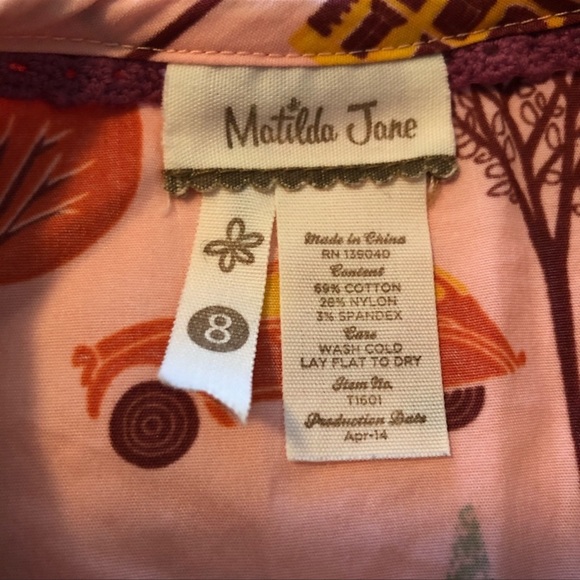 Matilda Jane
8
Made in China
RN 139040
Content
69% COTTON
28% NYLON
3% SPANDEX
Care
WASH COLD
LAY FLAT TO DRY
Item No.
T1601
Production Date
Apr-14